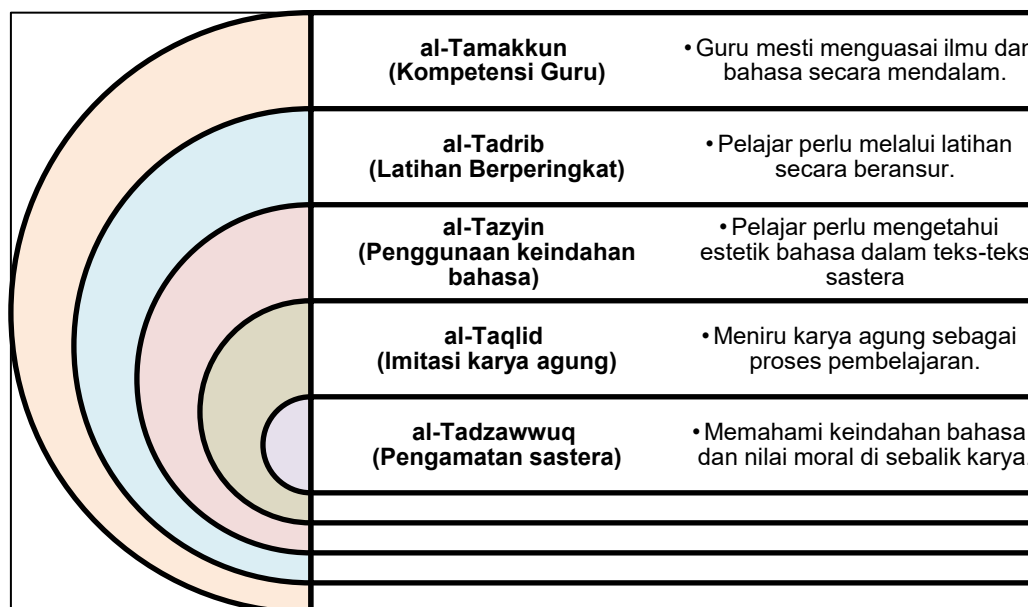 al-Tamakkun
(Kompetensi Guru)
• Guru mesti menguasai ilmu dan
bahasa secara mendalam.
al-Tadrib
(Latihan Berperingkat)
• Pelajar perlu melalui latihan
secara beransur.
al-Tazyin
(Penggunaan keindahan
bahasa)
• Pelajar perlu mengetahui
estetik bahasa dalam teks-teks
sastera
al-Taqlid
(Imitasi karya agung)
• Meniru karya agung sebagai
proses pembelajaran.
al-Tadzawwuq
(Pengamatan sastera)
• Memahami keindahan bahasa
dan nilai moral di sebalik karya.